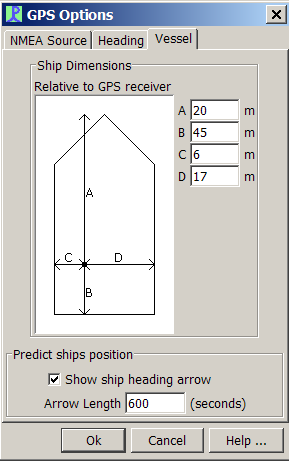 GPS Options
NMEA Source Heading Vessel
Ship Dimensions
Relative to GPS receiver
A 20 m
B 45 m
C 6 m
D 17 m
A
C D
B
Predict ships position
Show ship heading arrow
Arrow Length 600 (seconds)
Ok Cancel Help ...